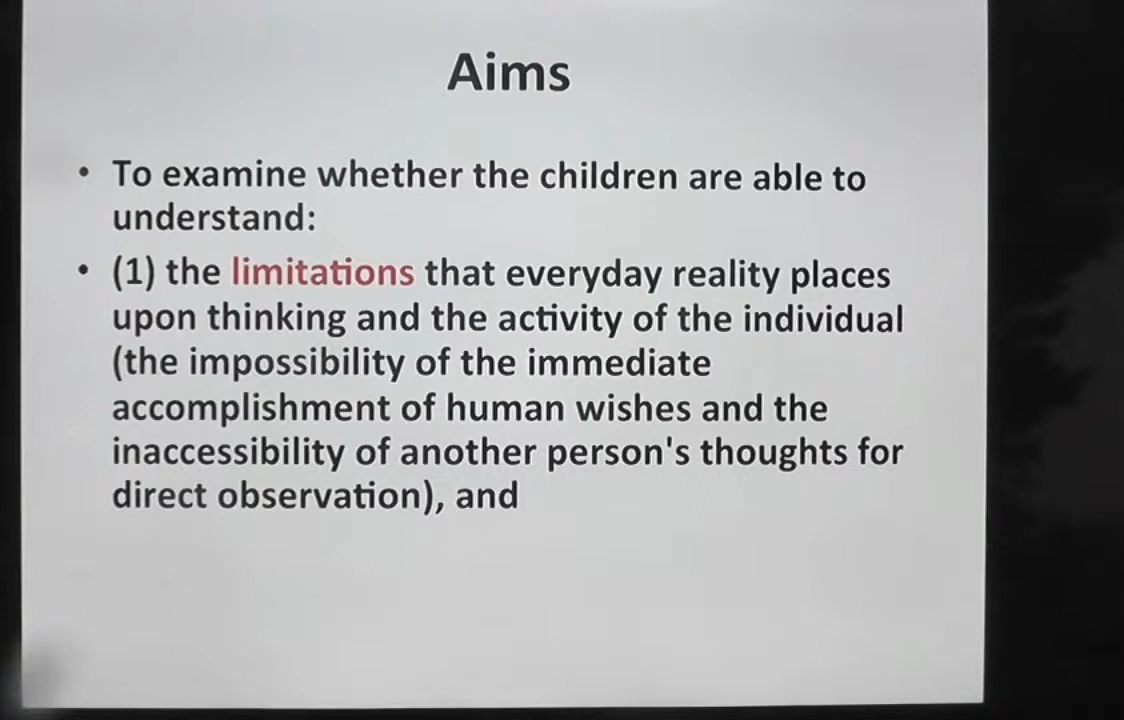 Aims
• To examine whether the children are able to
understand:
• (1) the limitations that everyday reality places
upon thinking and the activity of the individual
(the impossibility of the immediate
accomplishment of human wishes and the
inaccessibility of another person's thoughts for
direct observation), and